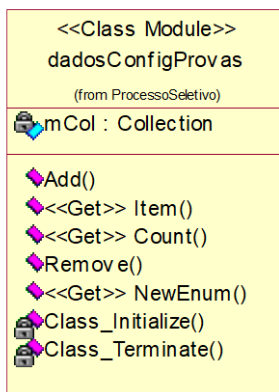 <<Class Module>>
dadosConfigProvas
(from ProcessoSeletivo)
mCol : Collection
Add()
<<Get>> Item()
<<Get>> Count()
Remove()
<<Get>> NewEnum()
Class_Initialize()
Class_Terminate()